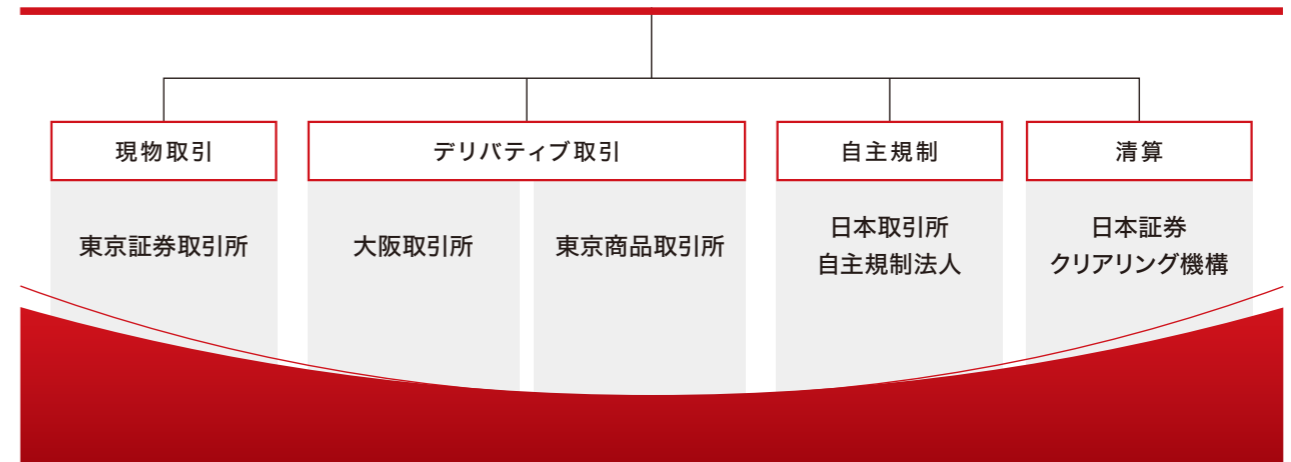 現物取引
デリバティブ取引
自主規制
清算
東京証券取引所
大阪取引所
東京商品取引所
日本取引所
自主規制法人
日本証券
クリアリング機構